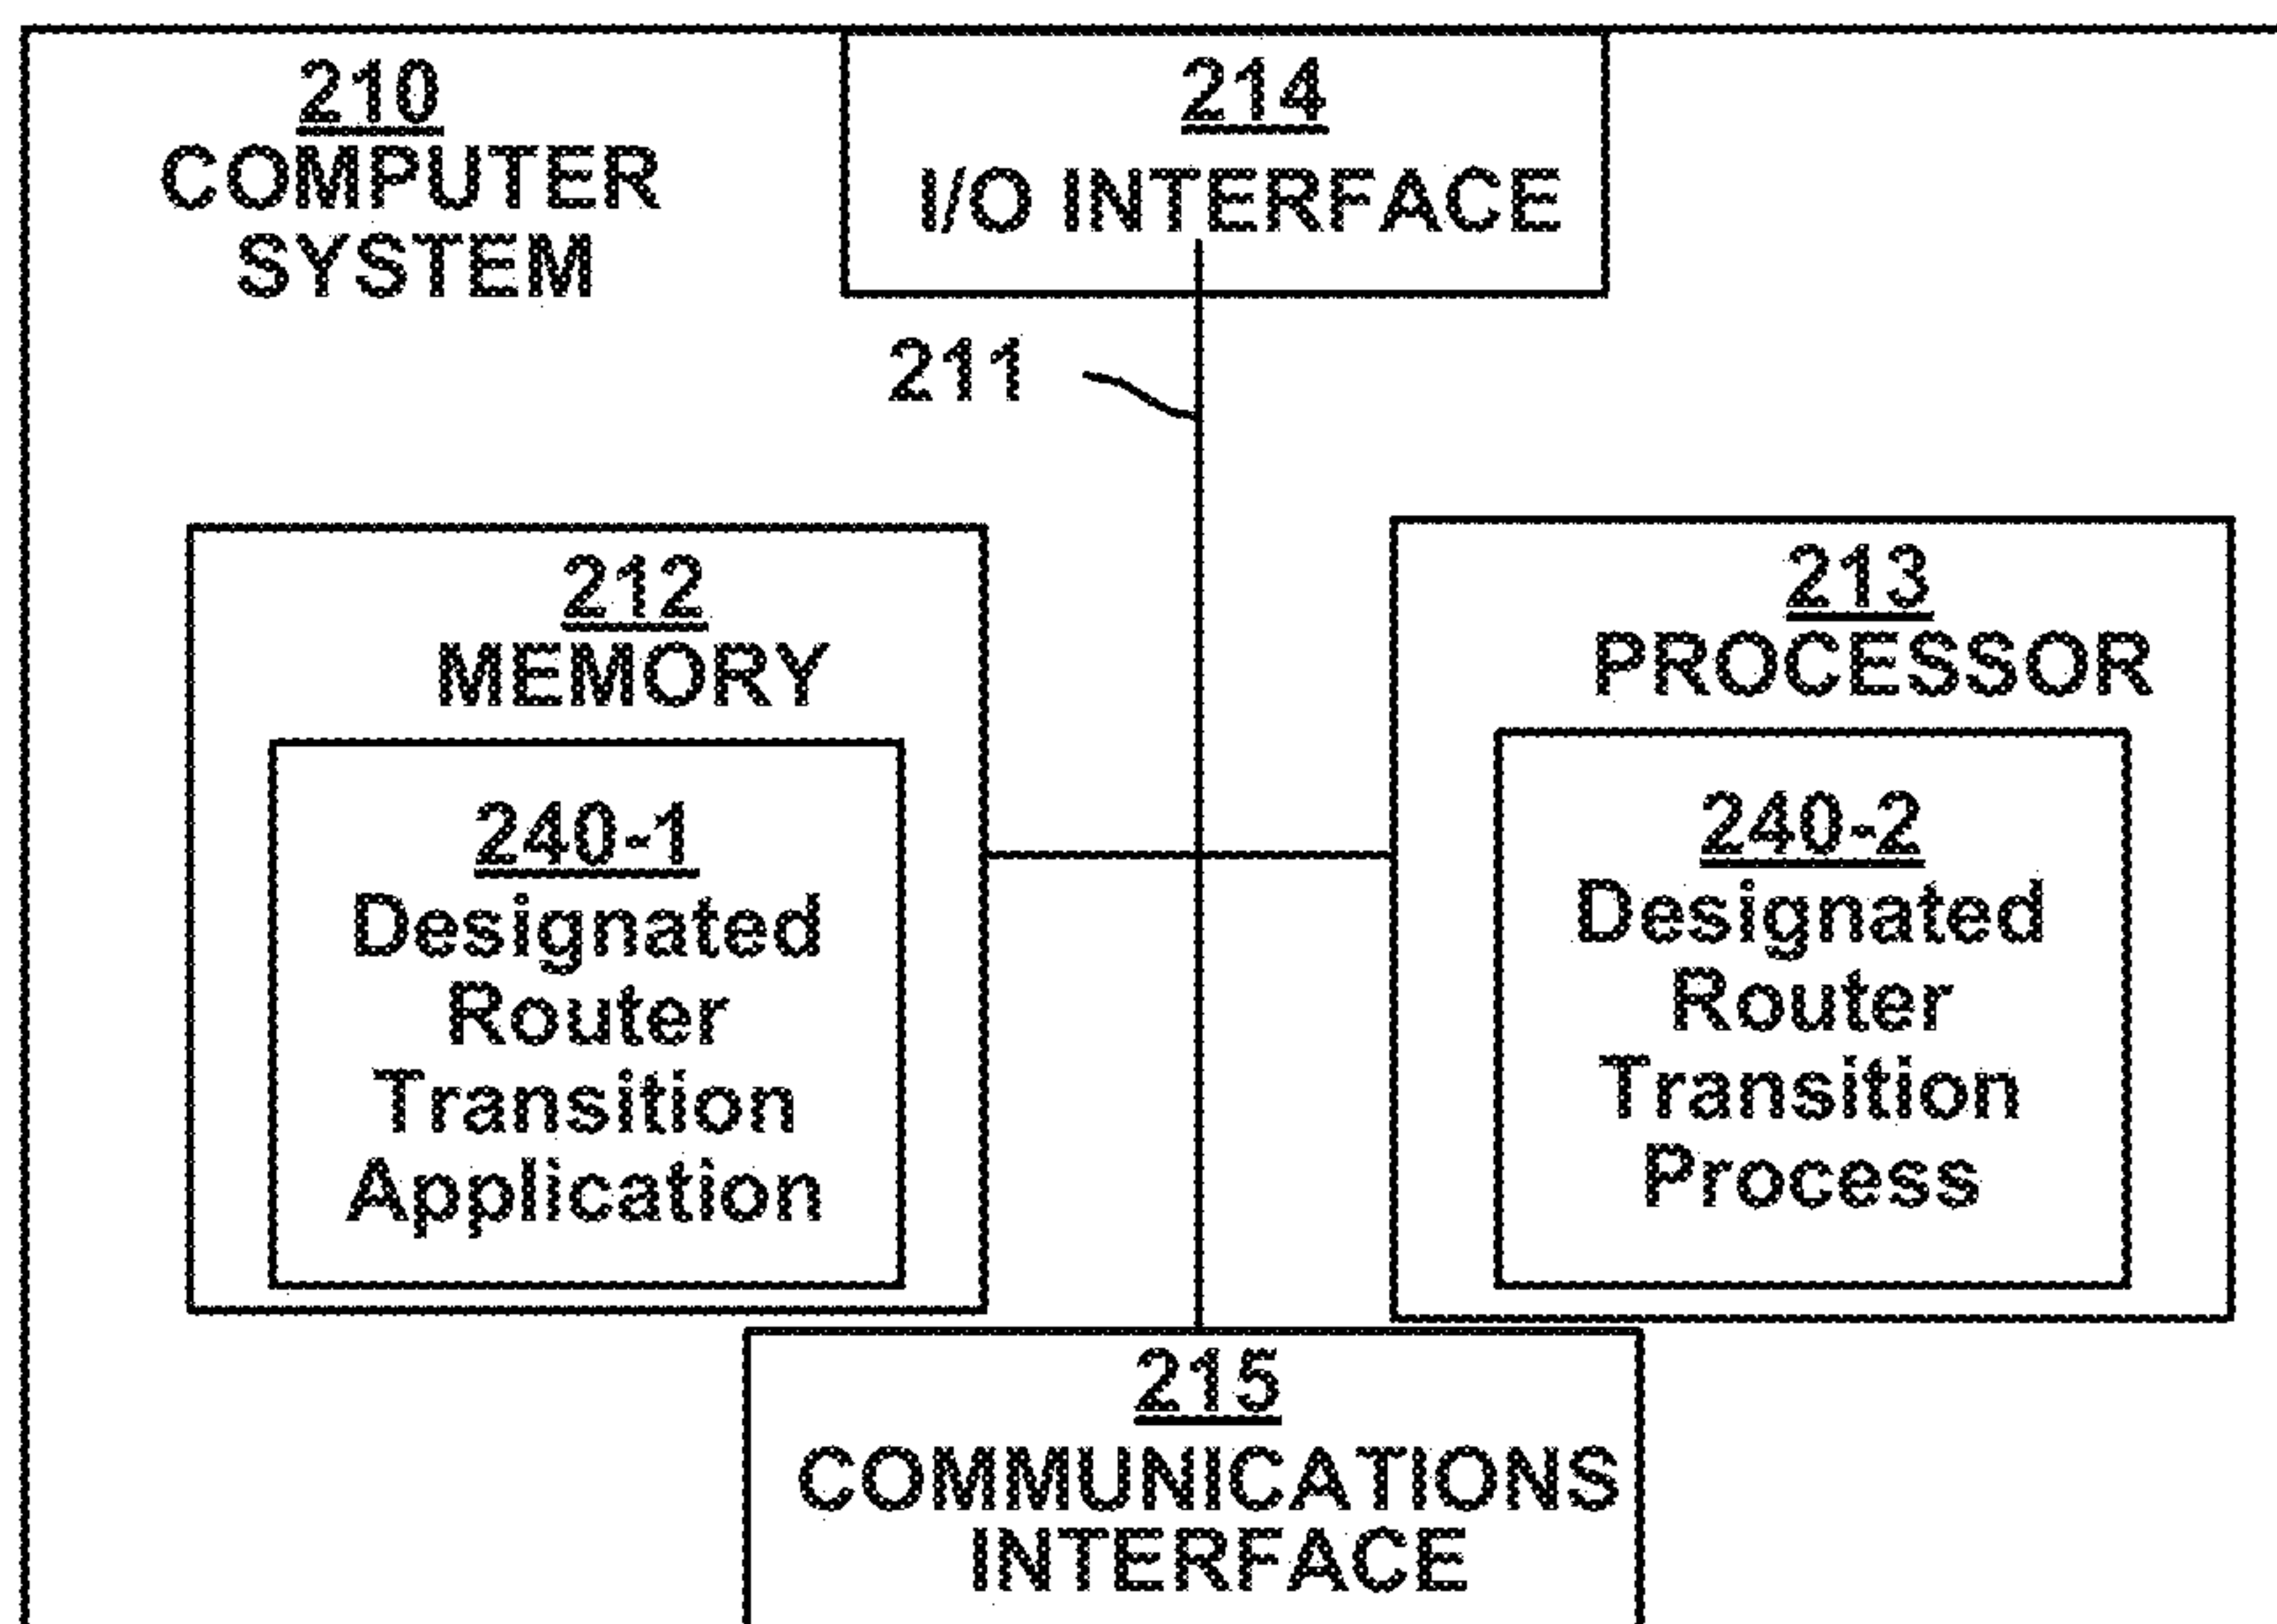 210
COMPUTER
SYSTEM
214
I/O INTERFACE
211
212
MEMORY
240-1
Designated
Router
Transition
Application
213
PROCESSOR
240-2
Designated
Router
Transition
Process
215
COMMUNICATIONS
INTERFACE